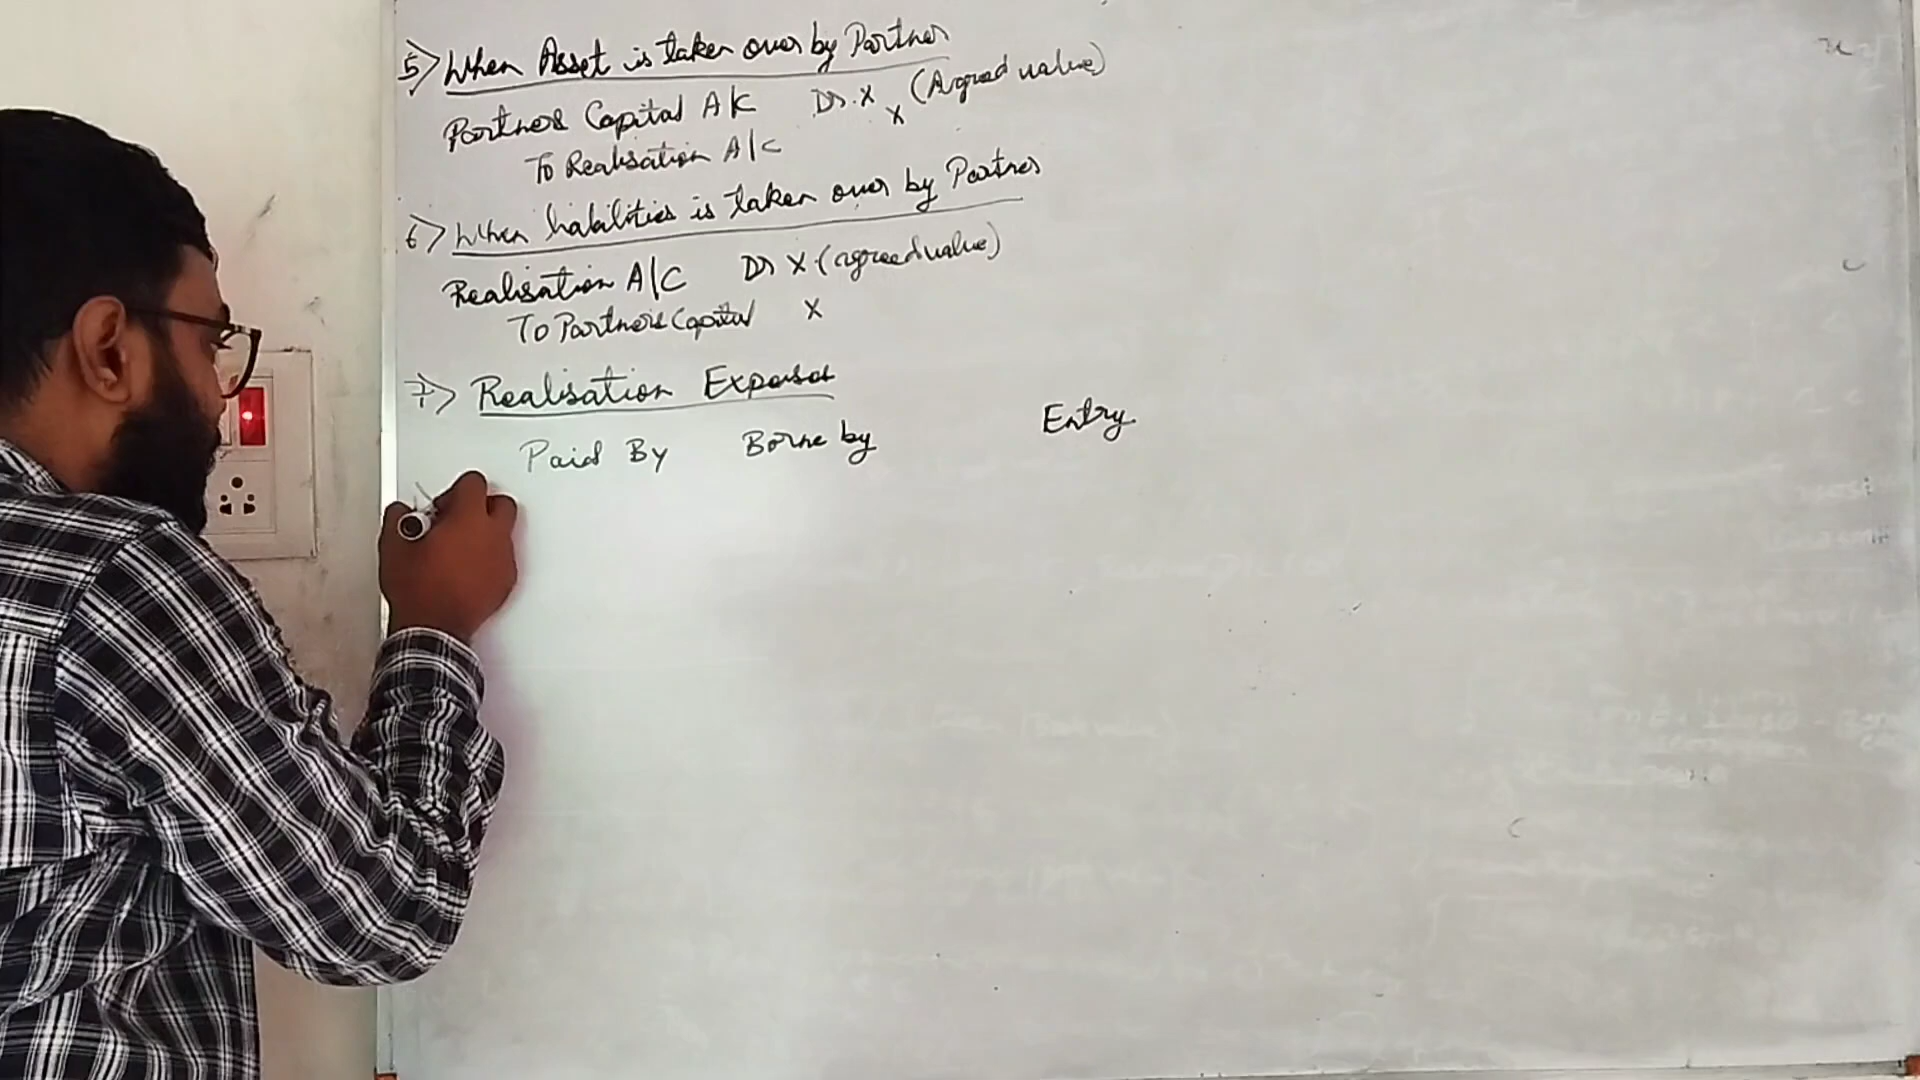 5> When Asset is taken over by Partner
Partners Capital A/C Dr. X (Agreed value)
To Realisation A/C X
6> When liabilities is taken over by Partner
Realisation A/C Dr X (agreed value)
To Partners Capital X
7> Realisation Expenses
Paid By Borne by Entry